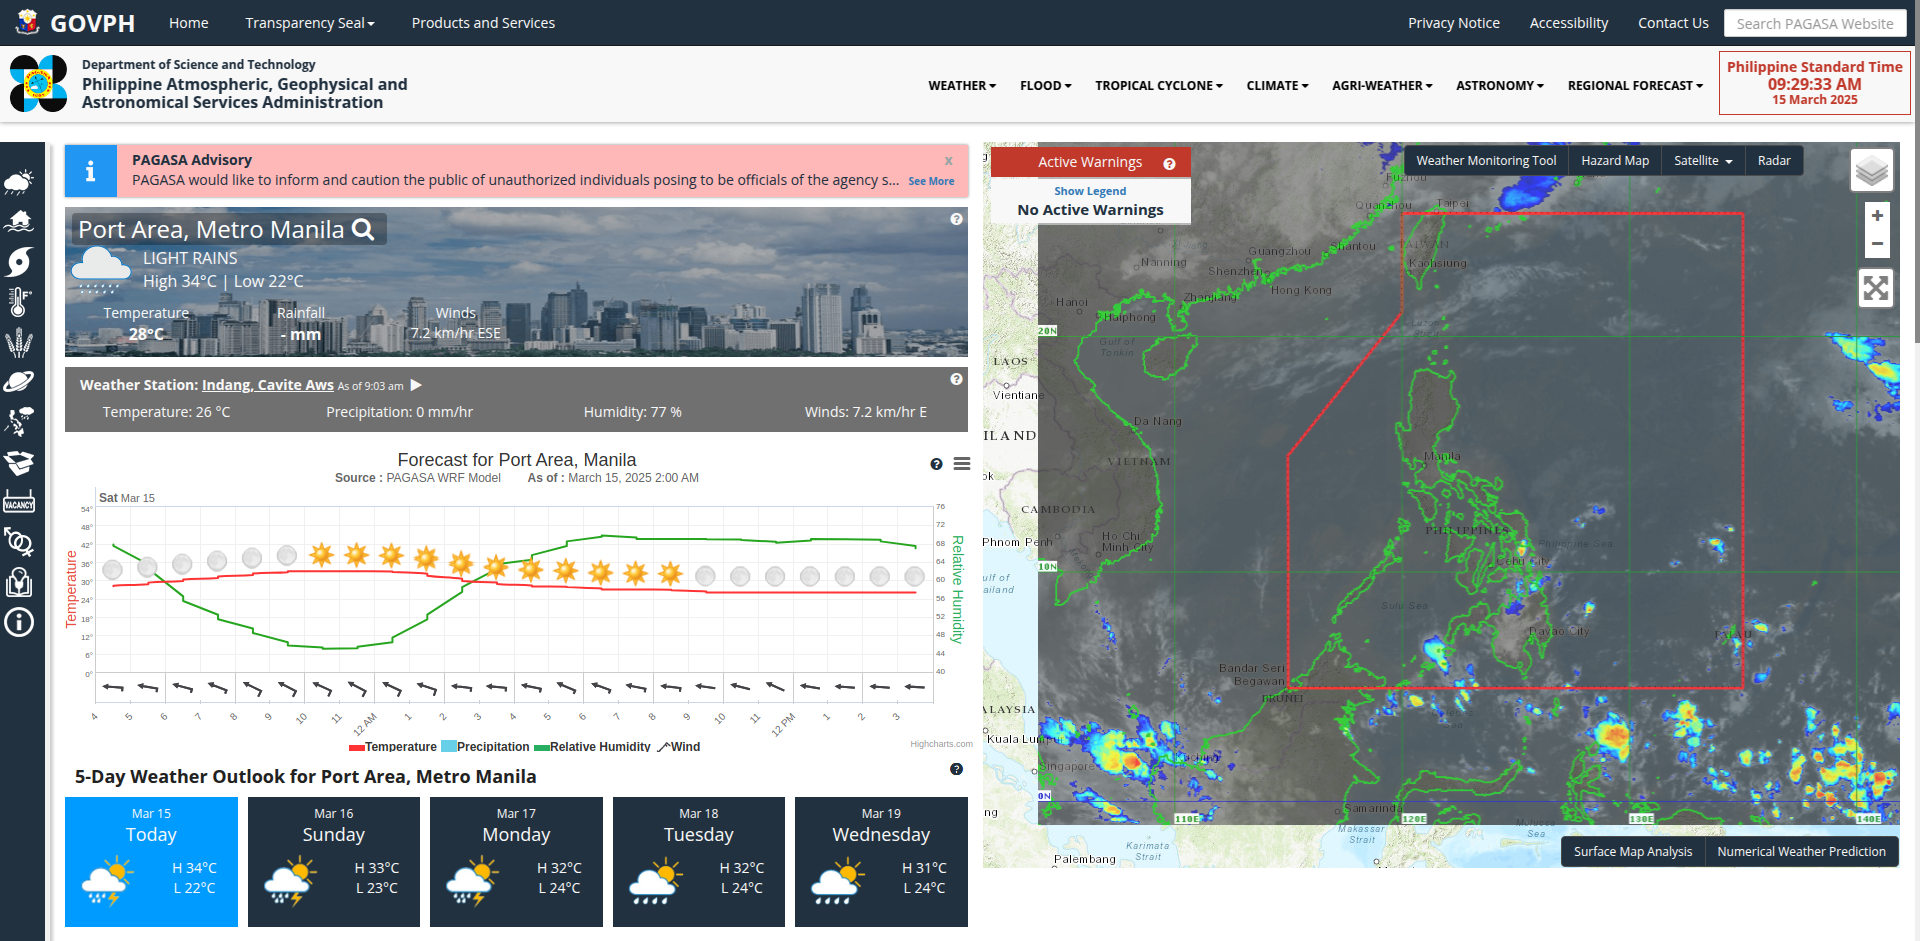 GOVPH
Home
Transparency Seal
Products and Services
Privacy Notice
Accessibility
Contact Us
Search PAGASA Website
Department of Science and Technology
Philippine Atmospheric, Geophysical and
Astronomical Services Administration
WEATHER
FLOOD
TROPICAL CYCLONE
CLIMATE
AGRI-WEATHER
ASTRONOMY
REGIONAL FORECAST
Philippine Standard Time
09:29:33 AM
15 March 2025
PAGASA Advisory
x
PAGASA would like to inform and caution the public of unauthorized individuals posing to be officials of the agency s... See More
Port Area, Metro Manila
LIGHT RAINS
High 34°C | Low 22°C
Temperature
28°C
Rainfall
- mm
Winds
7.2 km/hr ESE
Weather Station: Indang, Cavite Aws As of 9:03 am
Temperature: 26 °C
Precipitation: 0 mm/hr
Humidity: 77 %
Winds: 7.2 km/hr E
Forecast for Port Area, Manila
Source : PAGASA WRF Model As of : March 15, 2025 2:00 AM
Sat Mar 15
Temperature
54°
48°
42°
36°
30°
24°
18°
12°
6°
0°
76
72
68
64
60
56
52
48
44
40
Relative Humidity
4
5
6
7
8
9
10
11
12 AM
1
2
3
4
5
6
7
8
9
10
11
12 PM
1
2
3
Temperature
Precipitation
Relative Humidity
Wind
Highcharts.com
5-Day Weather Outlook for Port Area, Metro Manila
Mar 15
Today
H 34°C
L 22°C
Mar 16
Sunday
H 33°C
L 23°C
Mar 17
Monday
H 32°C
L 24°C
Mar 18
Tuesday
H 32°C
L 24°C
Mar 19
Wednesday
H 31°C
L 24°C
VACANCY
Active Warnings
Show Legend
No Active Warnings
Weather Monitoring Tool
Hazard Map
Satellite
Radar
+
−
Fuzhou
Quanzhou
Taipei
Shantou
TAIWAN
Kaohsiung
Guangzhou
Shenzhen
Hong Kong
Nanning
Zhanjiang
Hanoi
Haiphong
Gulf of
Tonkin
20N
LAOS
Vientiane
ILAND
Da Nang
VIETNAM
Manila
CAMBODIA
Phnom Penh
Ho Chi
Minh City
PHILIPPINES
Philippine Sea
Cebu City
10N
ulf of
ailand
Sulu Sea
Davao City
PALAU
Bandar Seri
Begawan
BRUNEI
ALAYSIA
Kuala Lumpur
Singapore
Kuching
0N
ng
Samarinda
110E
120E
130E
140E
Makassar
Strait
Molucca
Sea
Karimata
Strait
Palembang
Surface Map Analysis
Numerical Weather Prediction